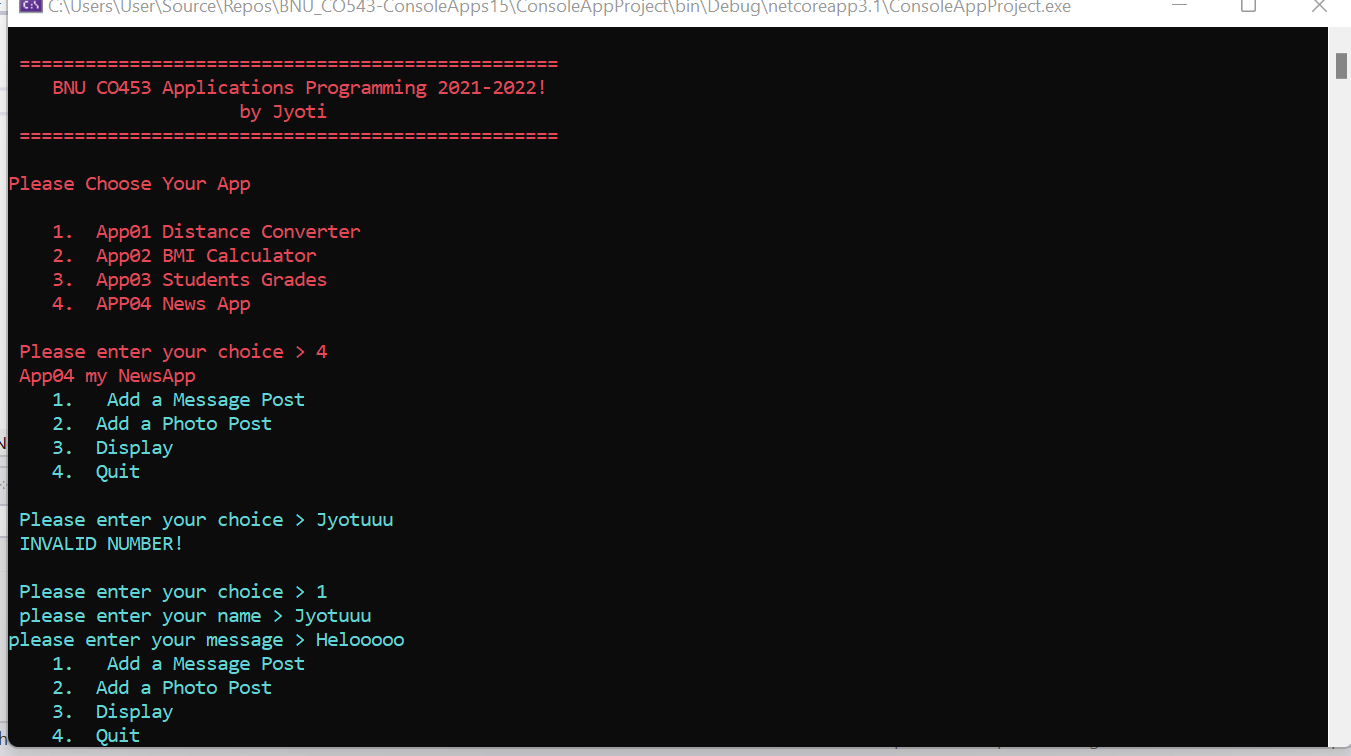 C:\Users\User\Source\Repos\BNU_CO543-ConsoleApps15\ConsoleAppProject\bin\Debug\netcoreapp3.1\ConsoleAppProject.exe
=================================================
BNU CO453 Applications Programming 2021-2022!
by Jyoti
=================================================
Please Choose Your App
1. App01 Distance Converter
2. App02 BMI Calculator
3. App03 Students Grades
4. APP04 News App
Please enter your choice > 4
App04 my NewsApp
1. Add a Message Post
2. Add a Photo Post
3. Display
4. Quit
Please enter your choice > Jyotuuu
INVALID NUMBER!
Please enter your choice > 1
please enter your name > Jyotuuu
please enter your message > Helooooo
1. Add a Message Post
2. Add a Photo Post
3. Display
4. Quit